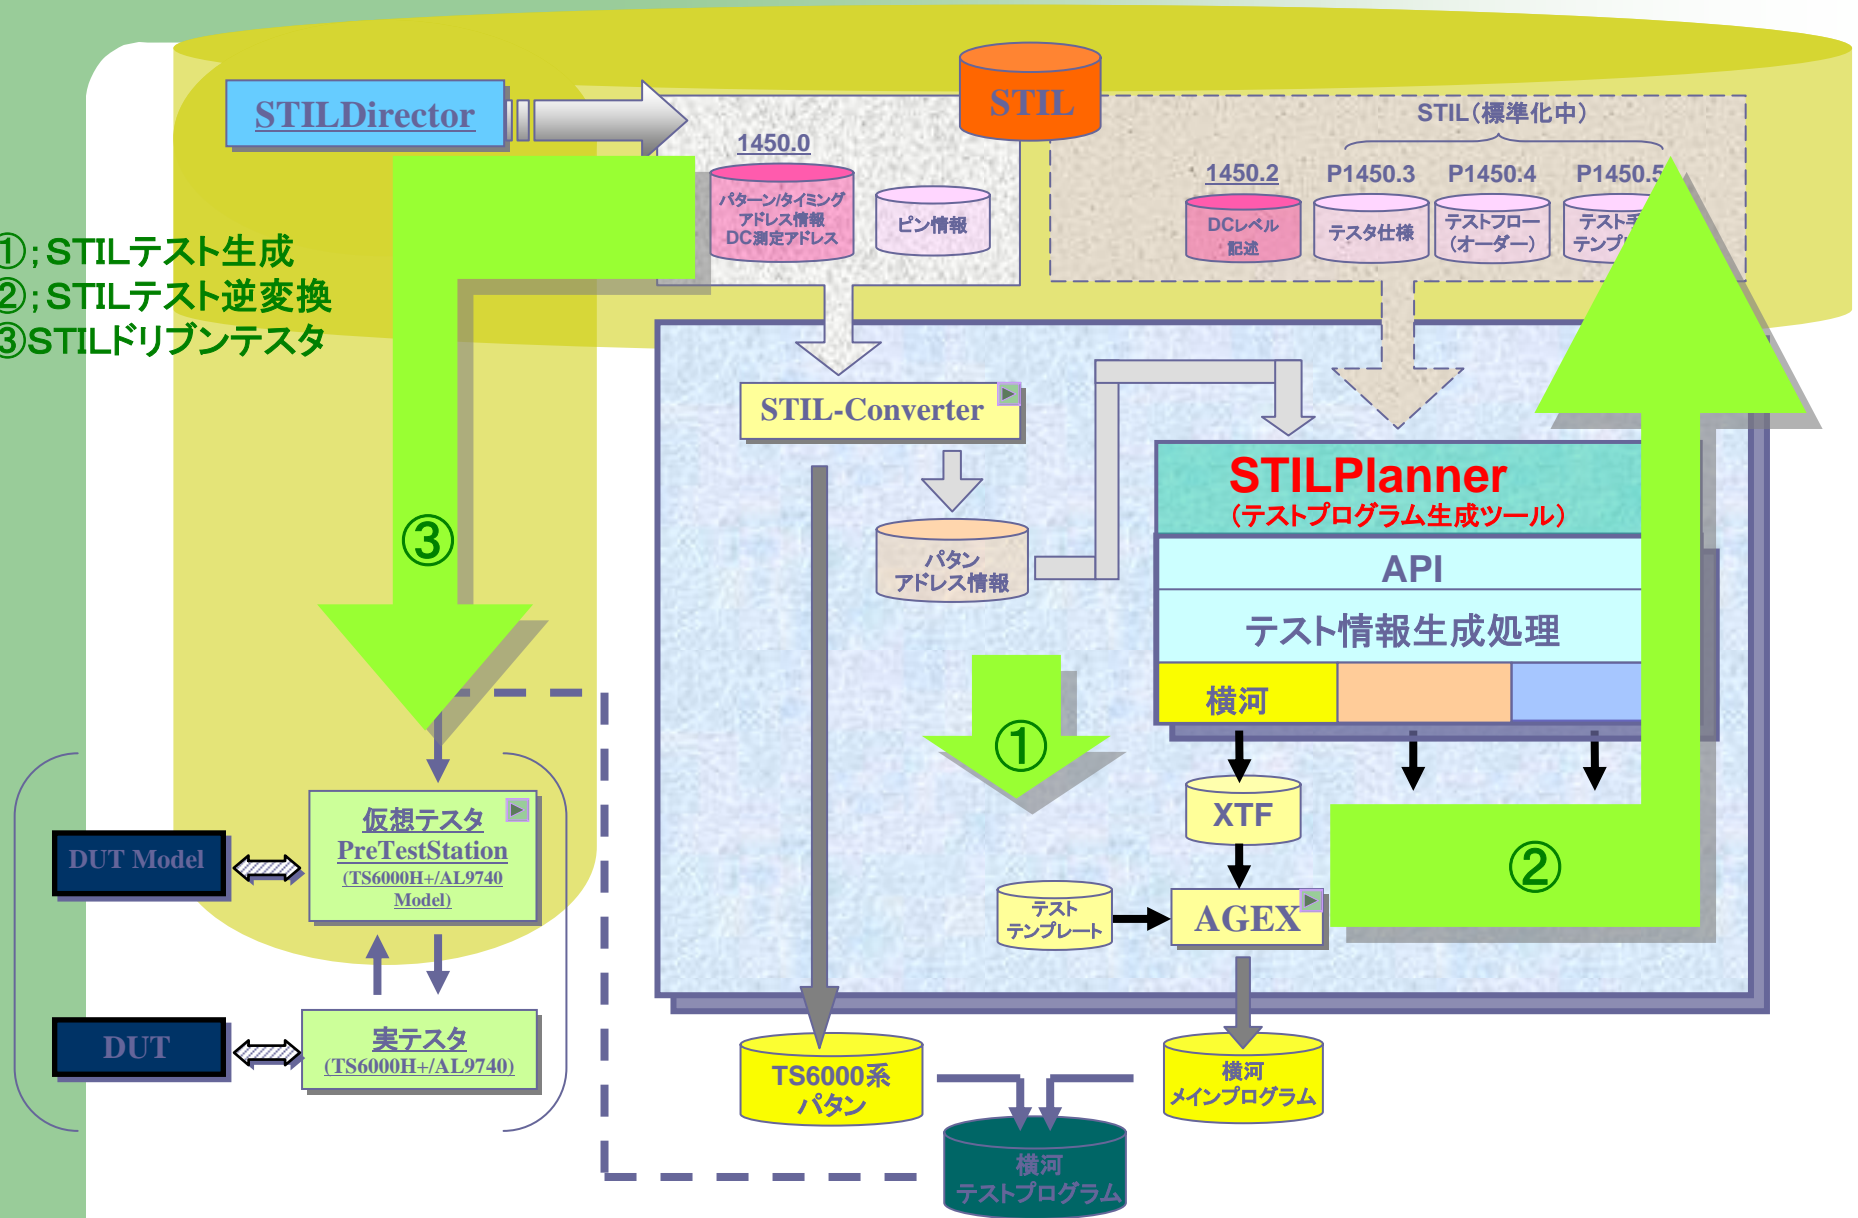 STILDirector
STIL
STIL(標準化中)
1450.0
パターン/タイミング
アドレス情報
DC測定アドレス
ピン情報
1450.2
DCレベル
記述
P1450.3
テスタ仕様
P1450.4
テストフロー
(オーダー)
P1450.5
テスト手
テンプ
①;STILテスト生成
②;STILテスト逆変換
③STILドリブンテスタ
STIL-Converter
STILPlanner
(テストプログラム生成ツール)
API
テスト情報生成処理
横河
パタン
アドレス情報
③
①
②
XTF
テスト
テンプレート
AGEX
仮想テスタ
PreTestStation
(TS6000H+/AL9740
Model)
DUT Model
DUT
実テスタ
(TS6000H+/AL9740)
TS6000系
パタン
横河
メインプログラム
横河
テストプログラム